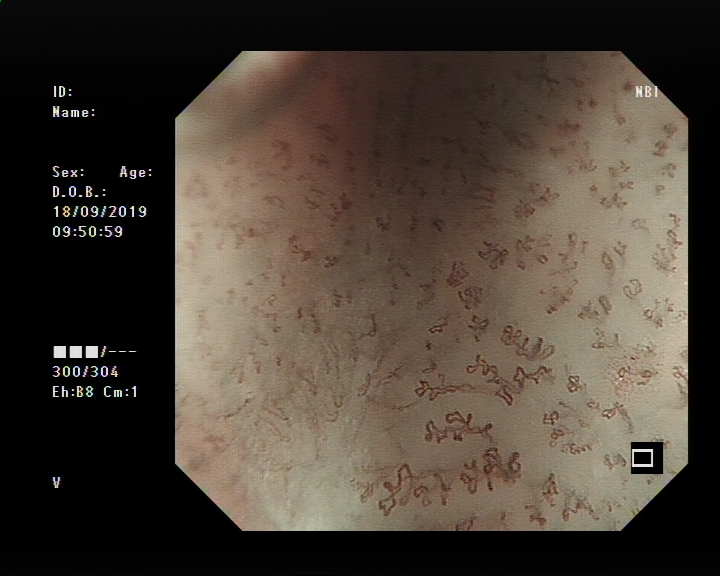 ID:
NBI
Name:
Sex: Age:
D.O.B.:
18/09/2019
09:50:59
■■■/---
300/304
Eh:B8 Cm:1
V